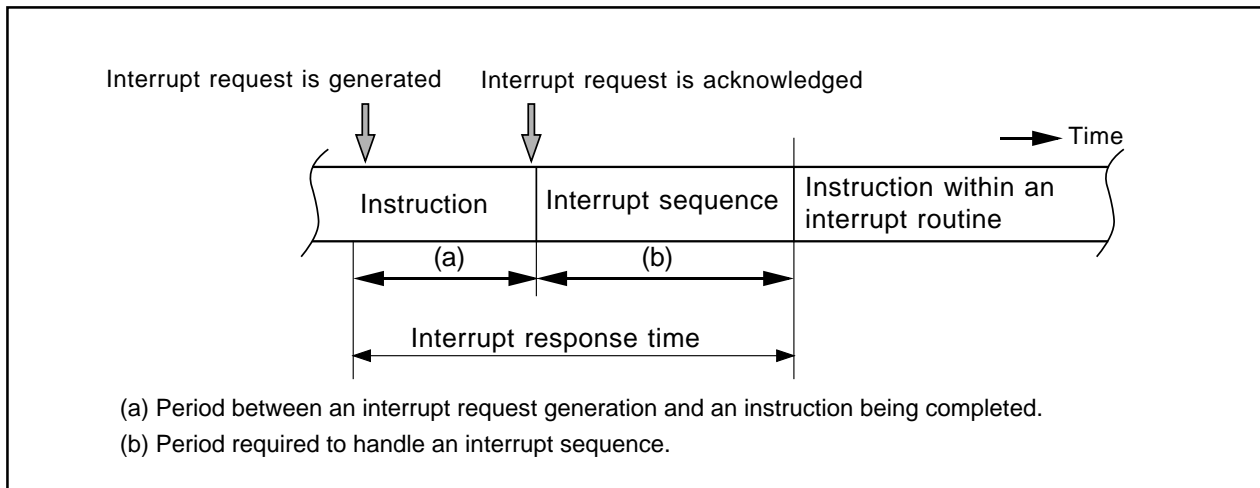 Interrupt request is generated
Interrupt request is acknowledged
Time
Instruction
Interrupt sequence
Instruction within an
interrupt routine
(a)
(b)
Interrupt response time
(a) Period between an interrupt request generation and an instruction being completed.
(b) Period required to handle an interrupt sequence.